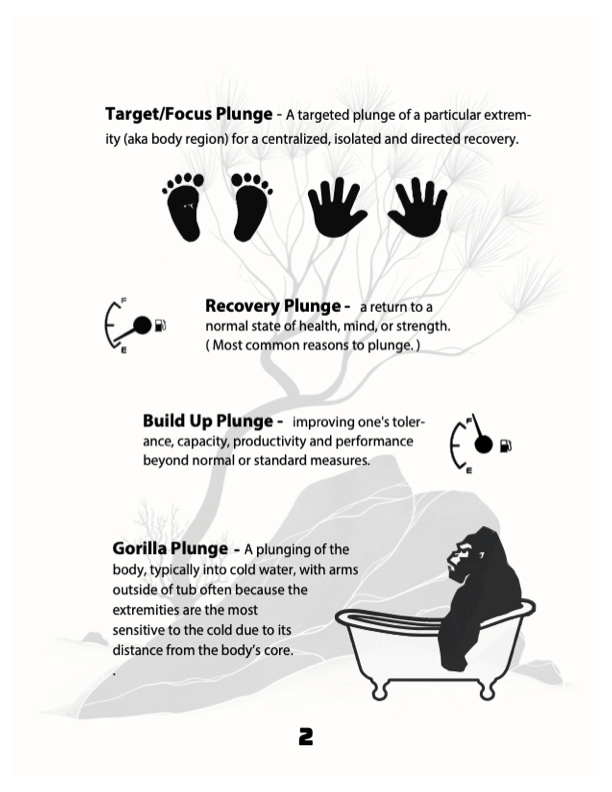 Target/Focus Plunge - A targeted plunge of a particular extrem-
ity (aka body region) for a centralized, isolated and directed recovery.
F
E
Recovery Plunge - a return to a
normal state of health, mind, or strength.
( Most common reasons to plunge. )
Build Up Plunge - improving one's toler-
ance, capacity, productivity and performance
beyond normal or standard measures.
F
E
Gorilla Plunge - A plunging of the
body, typically into cold water, with arms
outside of tub often because the
extremities are the most
sensitive to the cold due to its
distance from the body's core.
.
2